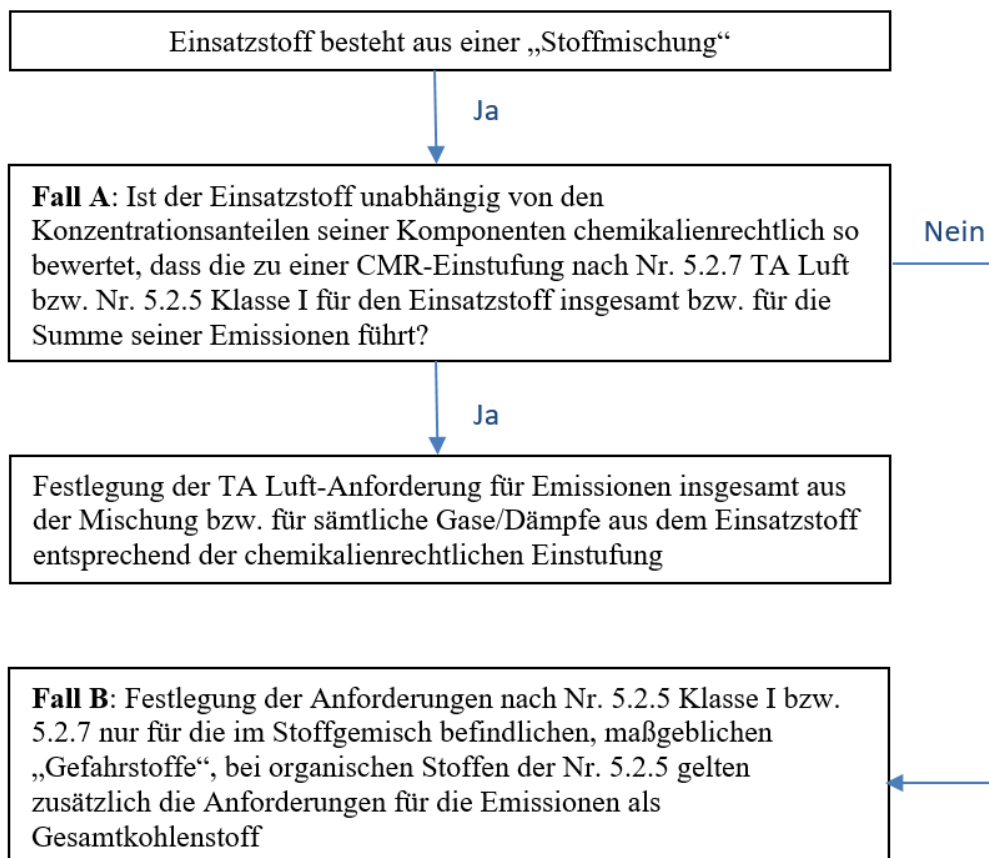 Einsatzstoff besteht aus einer „Stoffmischung“
Ja
Fall A: Ist der Einsatzstoff unabhängig von den
Konzentrationsanteilen seiner Komponenten chemikalienrechtlich so
bewertet, dass die zu einer CMR-Einstufung nach Nr. 5.2.7 TA Luft
bzw. Nr. 5.2.5 Klasse I für den Einsatzstoff insgesamt bzw. für die
Summe seiner Emissionen führt?
Nein
Ja
Festlegung der TA Luft-Anforderung für Emissionen insgesamt aus
der Mischung bzw. für sämtliche Gase/Dämpfe aus dem Einsatzstoff
entsprechend der chemikalienrechtlichen Einstufung
Fall B: Festlegung der Anforderungen nach Nr. 5.2.5 Klasse I bzw.
5.2.7 nur für die im Stoffgemisch befindlichen, maßgeblichen
„Gefahrstoffe“, bei organischen Stoffen der Nr. 5.2.5 gelten
zusätzlich die Anforderungen für die Emissionen als
Gesamtkohlenstoff